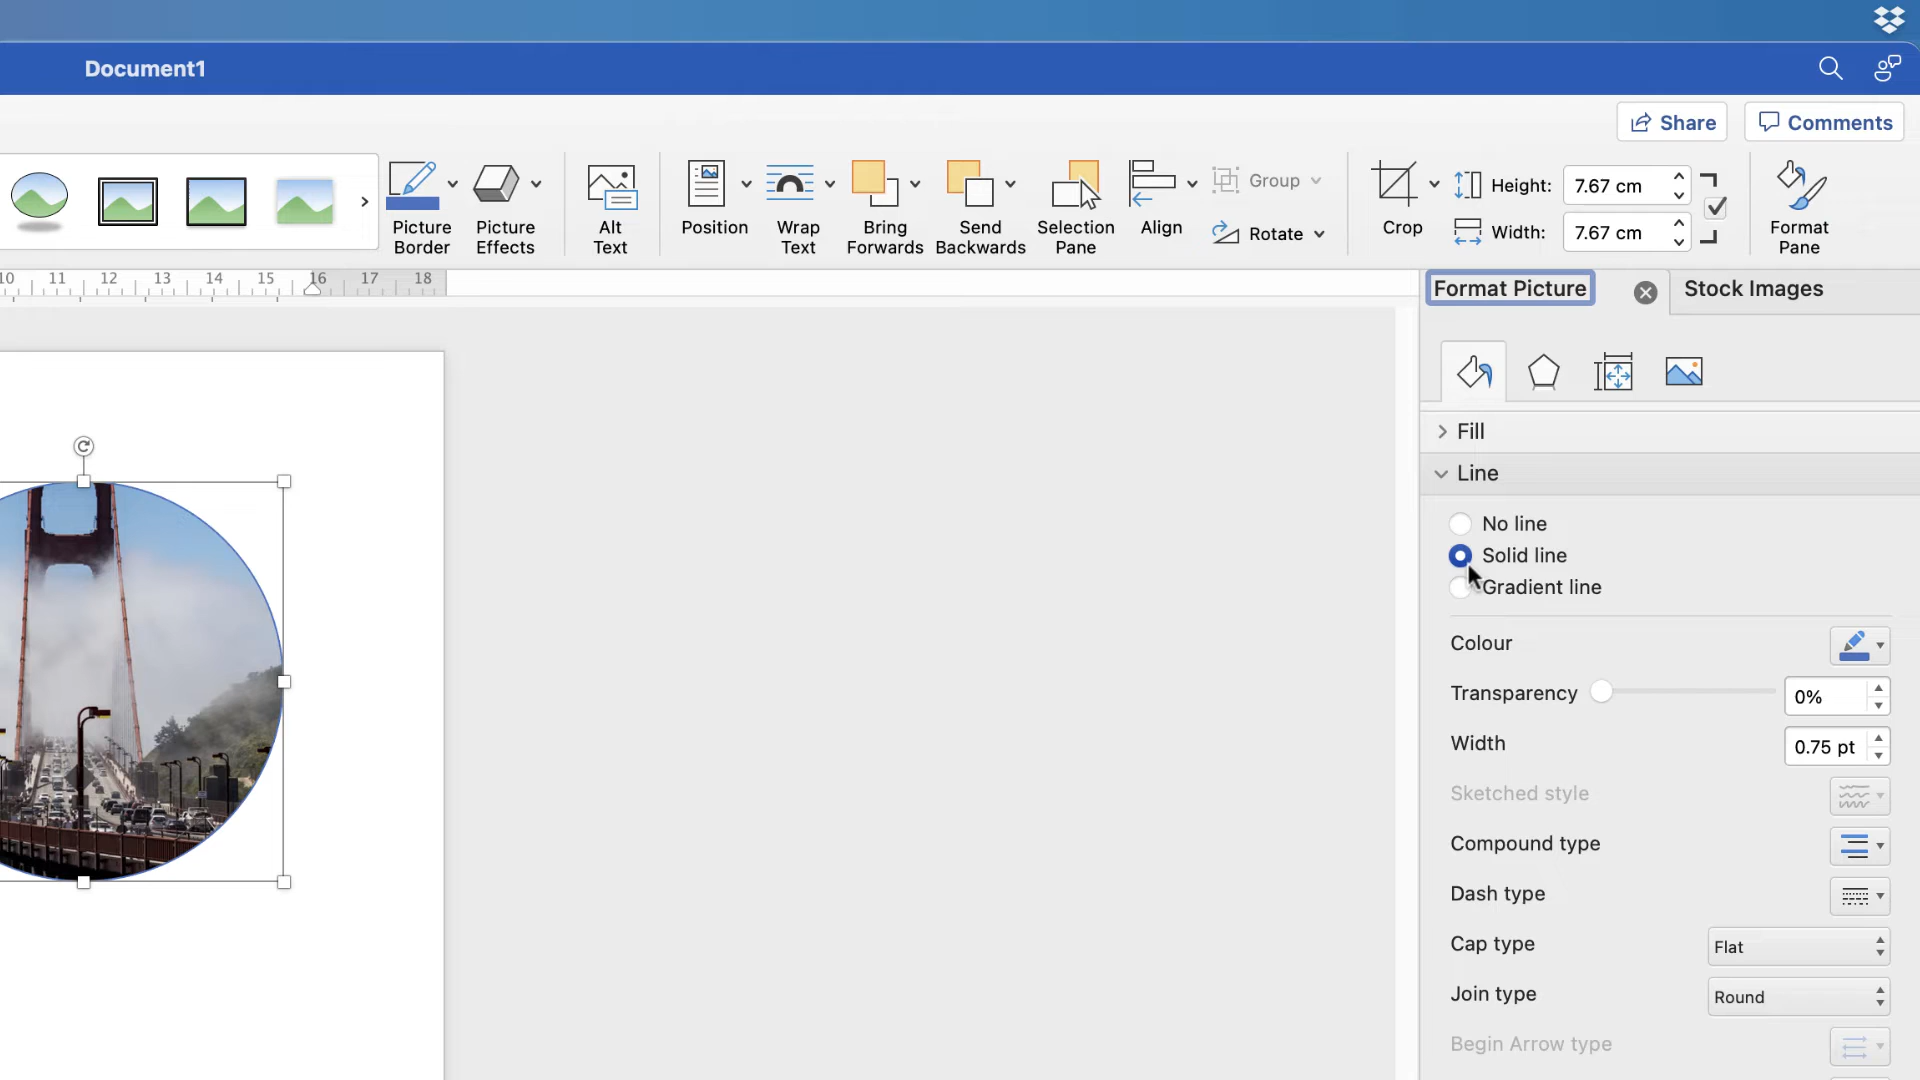 Document1
Share
Comments
Picture
Border
Picture
Effects
Alt
Text
Position
Wrap
Text
Bring
Forwards
Send
Backwards
Selection
Pane
Align
Group
Rotate
Crop
Height:
7.67 cm
Width:
7.67 cm
Format
Pane
10 11 12 13 14 15 16 17 18
Format Picture
Stock Images
Fill
Line
No line
Solid line
Gradient line
Colour
Transparency
0%
Width
0.75 pt
Sketched style
Compound type
Dash type
Cap type
Flat
Join type
Round
Begin Arrow type